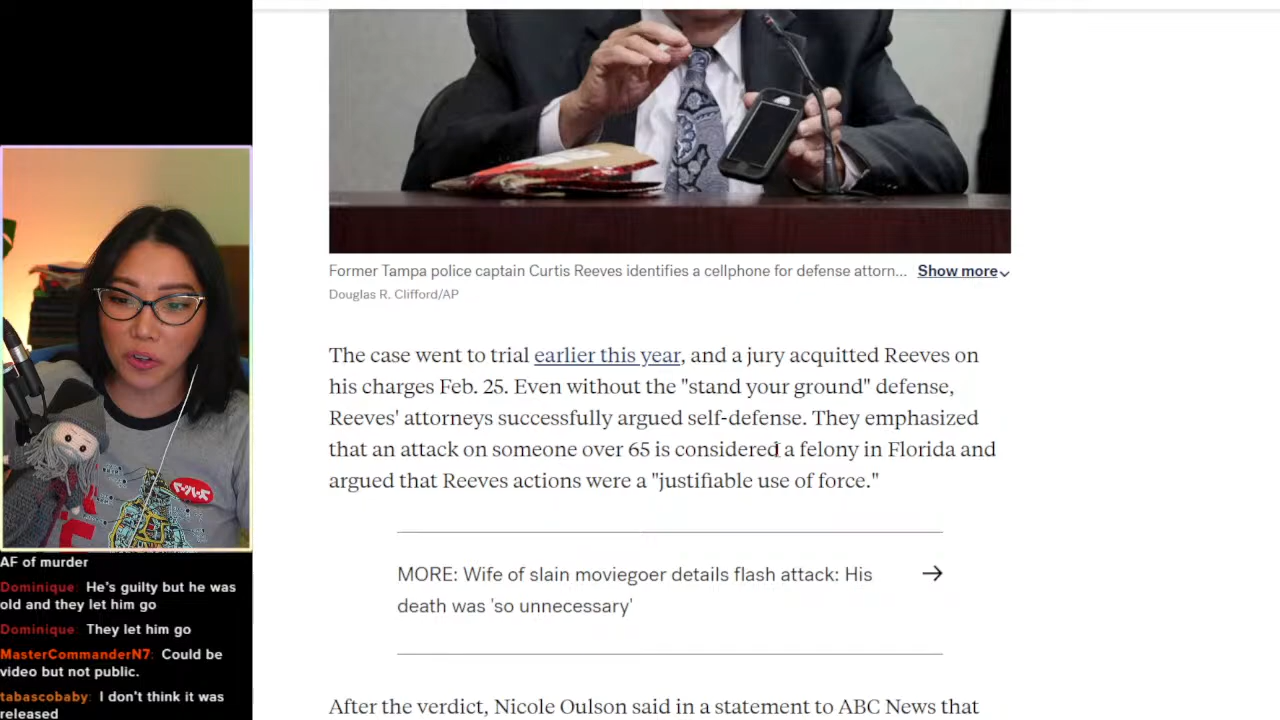 Former Tampa police captain Curtis Reeves identifies a cellphone for defense attorn... Show more
Douglas R. Clifford/AP
The case went to trial earlier this year, and a jury acquitted Reeves on
his charges Feb. 25. Even without the "stand your ground" defense,
Reeves' attorneys successfully argued self-defense. They emphasized
that an attack on someone over 65 is considered a felony in Florida and
argued that Reeves actions were a "justifiable use of force."
MORE: Wife of slain moviegoer details flash attack: His
death was 'so unnecessary'
After the verdict, Nicole Oulson said in a statement to ABC News that
AF of murder
Dominique: He's guilty but he was
old and they let him go
Dominique: They let him go
MasterCommanderN7: Could be
video but not public.
tabascobaby: I don't think it was
released